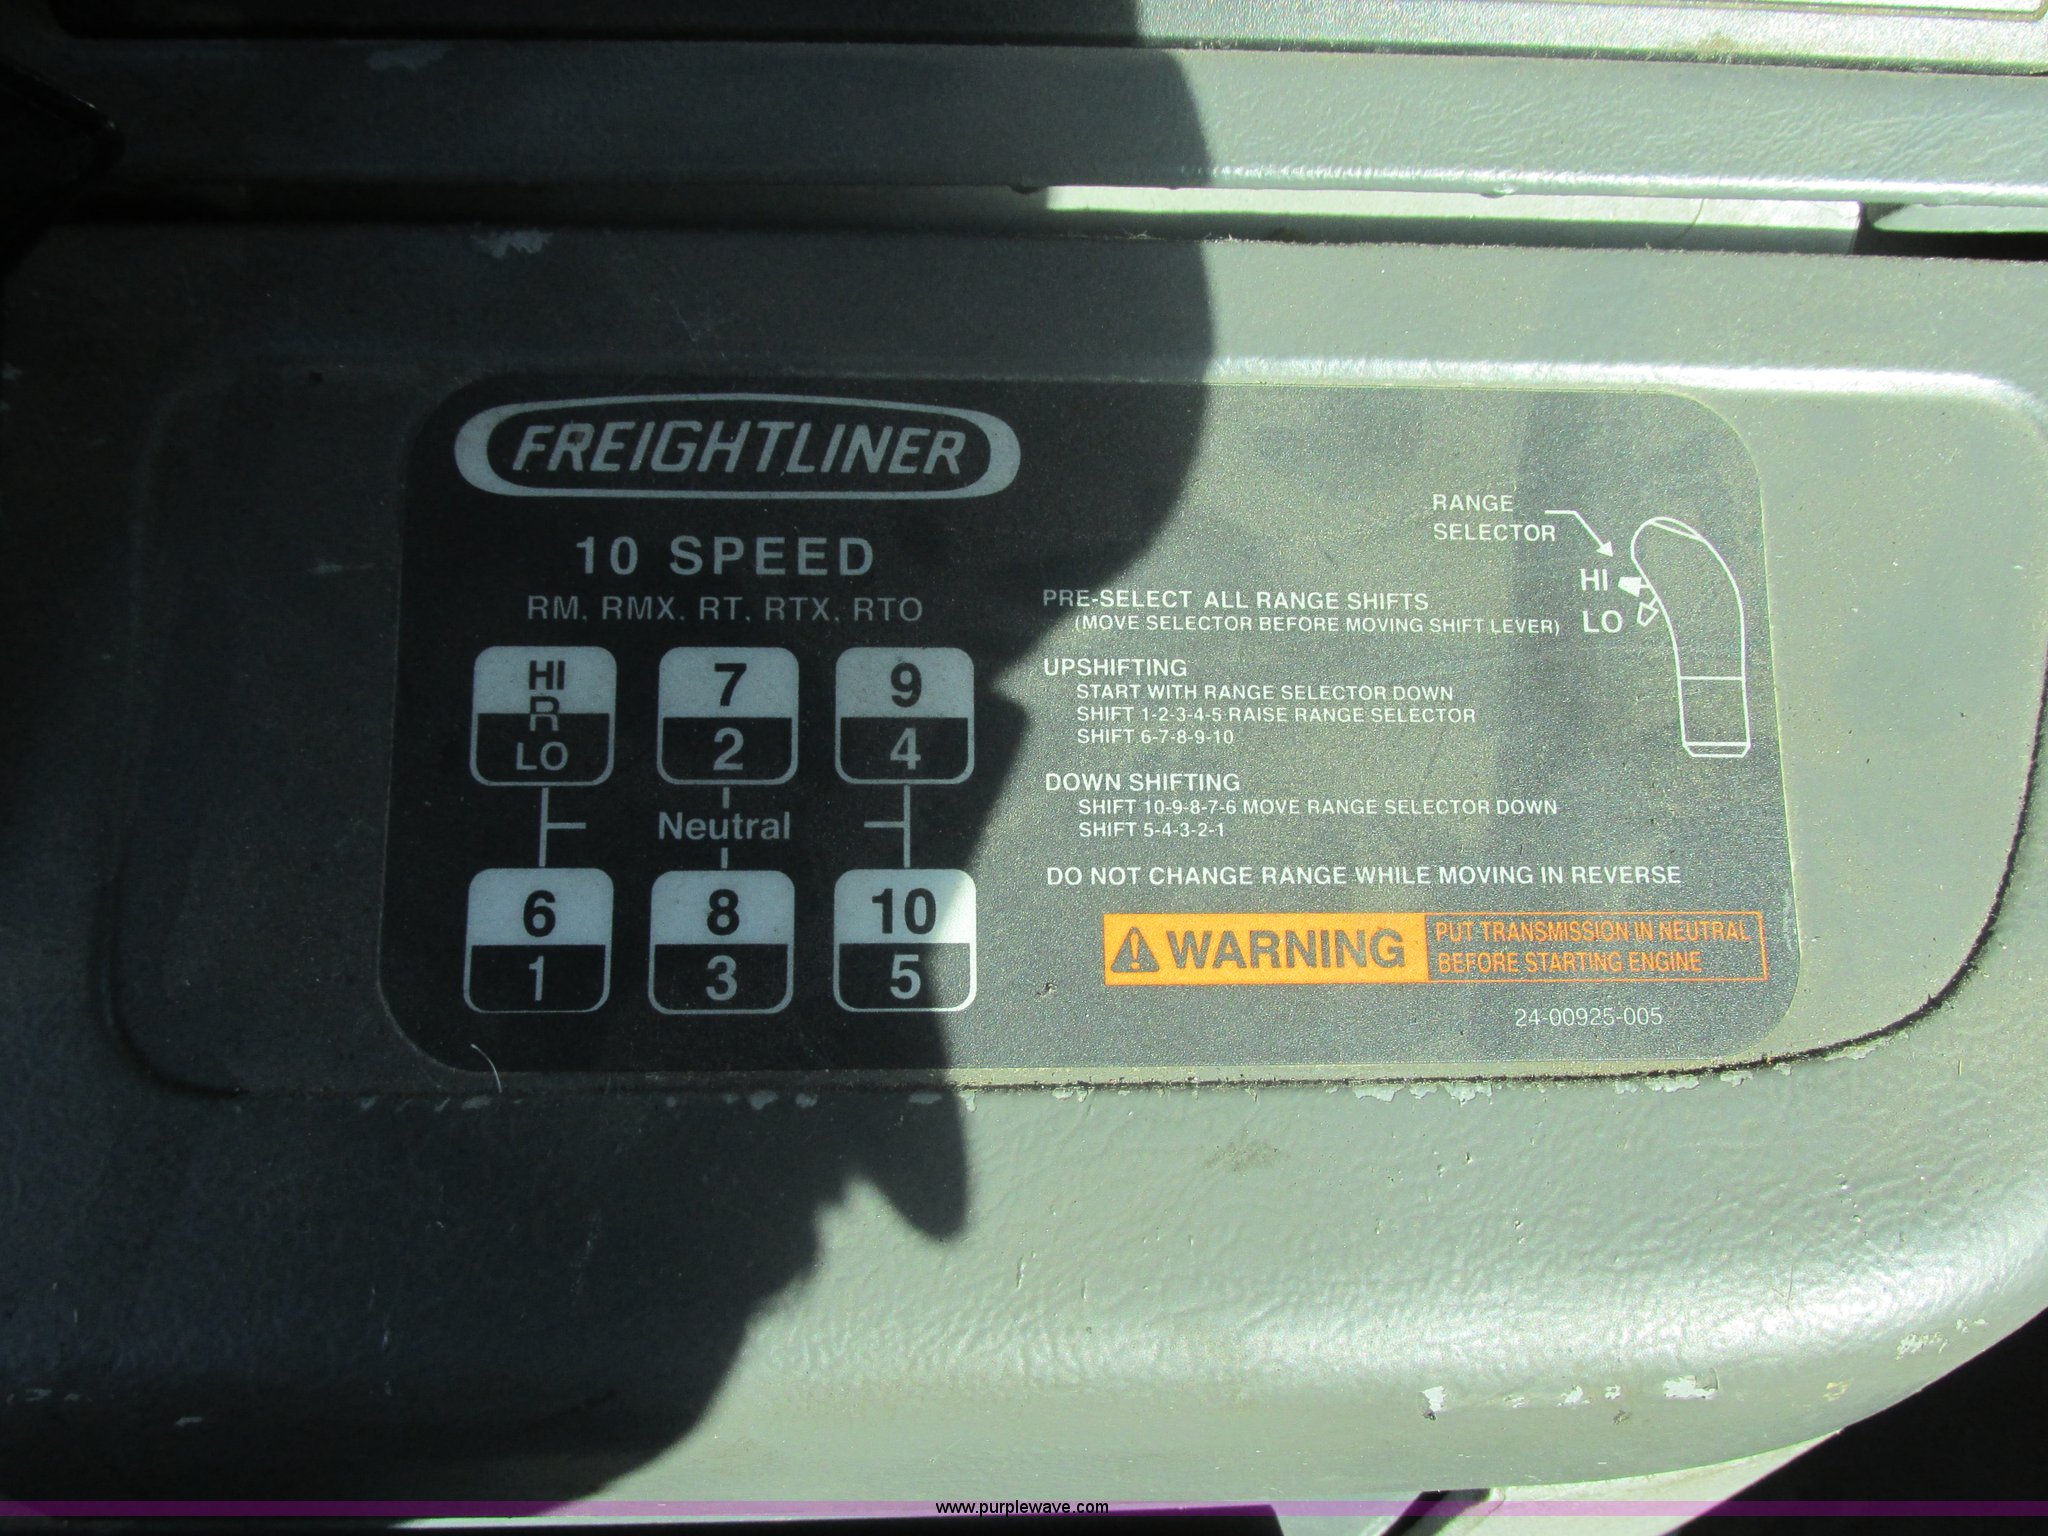 FREIGHTLINER
10 SPEED
RM, RMX, RT, RTX, RTO
HI
R
LO
7
2
9
4
Neutral
6
1
8
3
10
5
RANGE
SELECTOR
HI
LO
PRE-SELECT ALL RANGE SHIFTS
(MOVE SELECTOR BEFORE MOVING SHIFT LEVER)
UPSHIFTING
START WITH RANGE SELECTOR DOWN
SHIFT 1-2-3-4-5 RAISE RANGE SELECTOR
SHIFT 6-7-8-9-10
DOWN SHIFTING
SHIFT 10-9-8-7-6 MOVE RANGE SELECTOR DOWN
SHIFT 5-4-3-2-1
DO NOT CHANGE RANGE WHILE MOVING IN REVERSE
WARNING
PUT TRANSMISSION IN NEUTRAL
BEFORE STARTING ENGINE
24-00925-005
www.purplewave.com